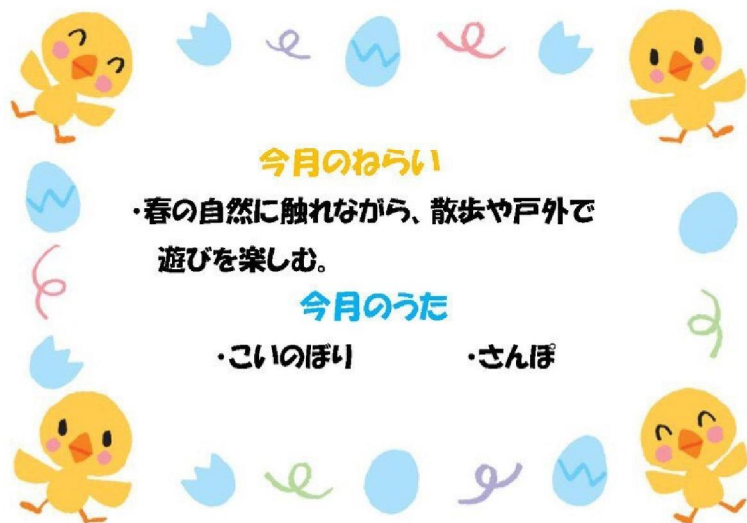 今月のねらい
・春の自然に触れながら、散歩や戸外で
遊びを楽しむ。
今月のうた
・こいのぼり ・さんぽ